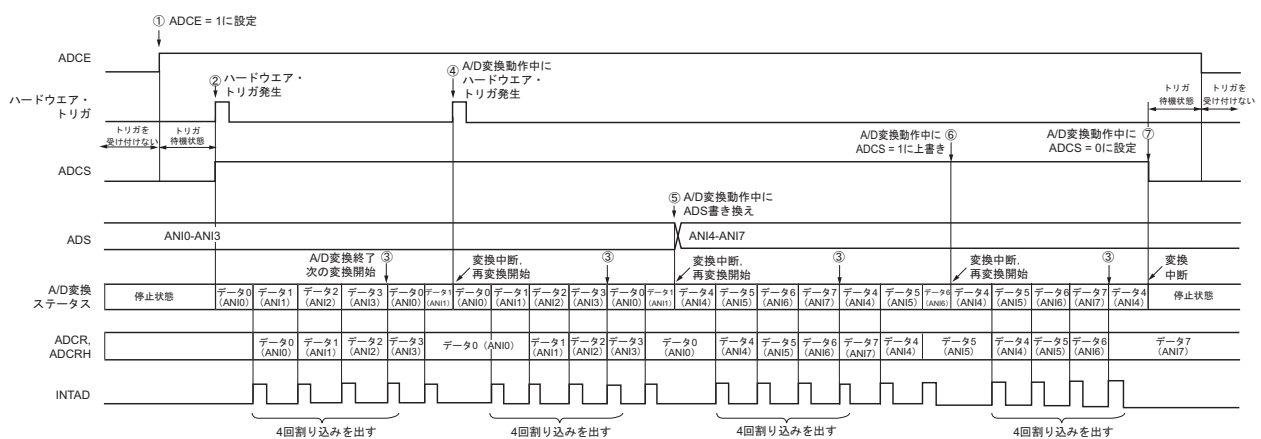 ① ADCE = 1に設定
ADCE
② ハードウエア・
トリガ発生
④ A/D変換動作中に
ハードウエア・
トリガ発生
ハードウエア・
トリガ
トリガを
受け付けない
トリガ
待機状態
トリガ
待機状態
トリガを
受け付けない
A/D変換動作中に ⑥
ADCS = 1に上書き
A/D変換動作中に ⑦
ADCS = 0に設定
ADCS
⑤ A/D変換動作中に
ADS書き換え
ADS
ANI0-ANI3
ANI4-ANI7
A/D変換終了 ③
次の変換開始
変換中断,
再変換開始
③
変換中断,
再変換開始
③
変換中断,
再変換開始
③
変換
中断
A/D変換
ステータス
停止状態
データ0 データ1 データ2 データ3 データ0 データ1 データ0 データ1 データ2 データ3 データ0 データ1 データ4 データ5 データ6 データ7 データ4 データ5 データ6 データ4 データ5 データ6 データ7 データ4
(ANI0) (ANI1) (ANI2) (ANI3) (ANI0) (ANI1) (ANI0) (ANI1) (ANI2) (ANI3) (ANI0) (ANI1) (ANI4) (ANI5) (ANI6) (ANI7) (ANI4) (ANI5) (ANI6) (ANI4) (ANI5) (ANI6) (ANI7) (ANI4)
停止状態
ADCR,
ADCRH
データ0 データ1 データ2 データ3 データ0 (ANI0) データ1 データ2 データ3 データ0 データ4 データ5 データ6 データ7 データ4 データ5 データ4 データ5 データ6 データ7
(ANI0) (ANI1) (ANI2) (ANI3) (ANI1) (ANI2) (ANI3) (ANI0) (ANI4) (ANI5) (ANI6) (ANI7) (ANI4) (ANI5) (ANI4) (ANI5) (ANI6) (ANI7)
INTAD
4回割り込みを出す
4回割り込みを出す
4回割り込みを出す
4回割り込みを出す